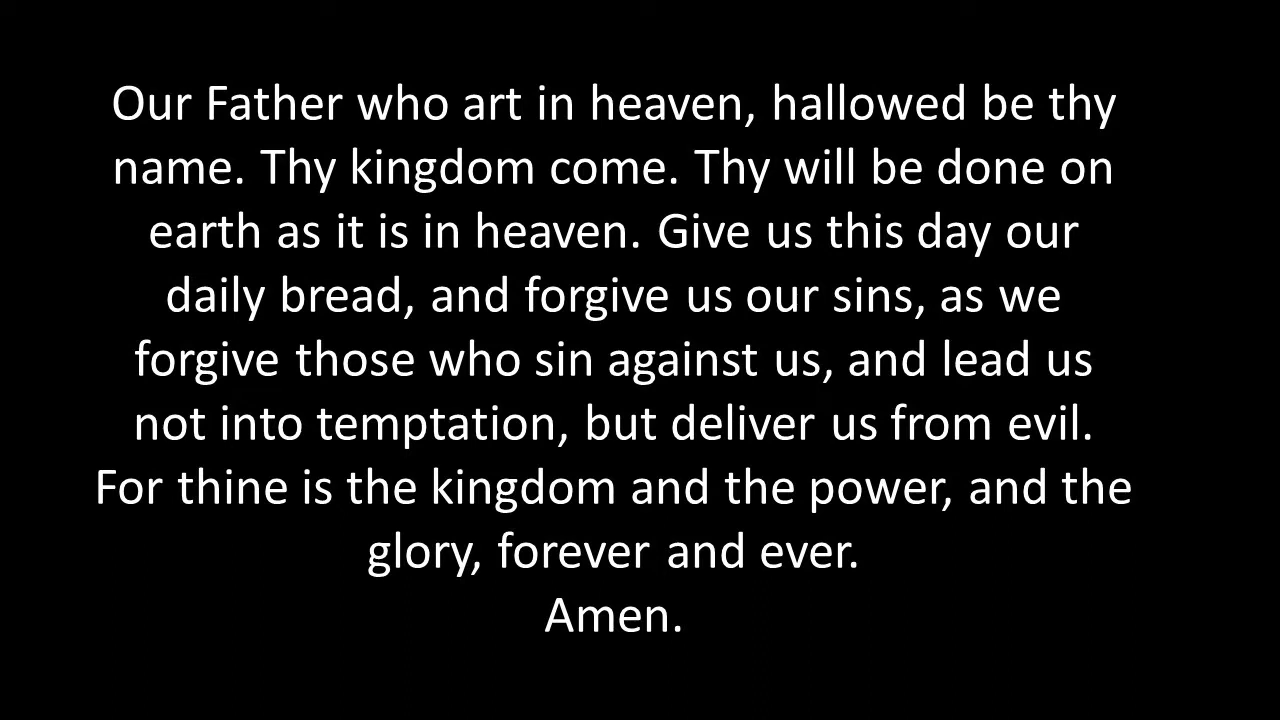 Our Father who art in heaven, hallowed be thy
name. Thy kingdom come. Thy will be done on
earth as it is in heaven. Give us this day our
daily bread, and forgive us our sins, as we
forgive those who sin against us, and lead us
not into temptation, but deliver us from evil.
For thine is the kingdom and the power, and the
glory, forever and ever.
Amen.